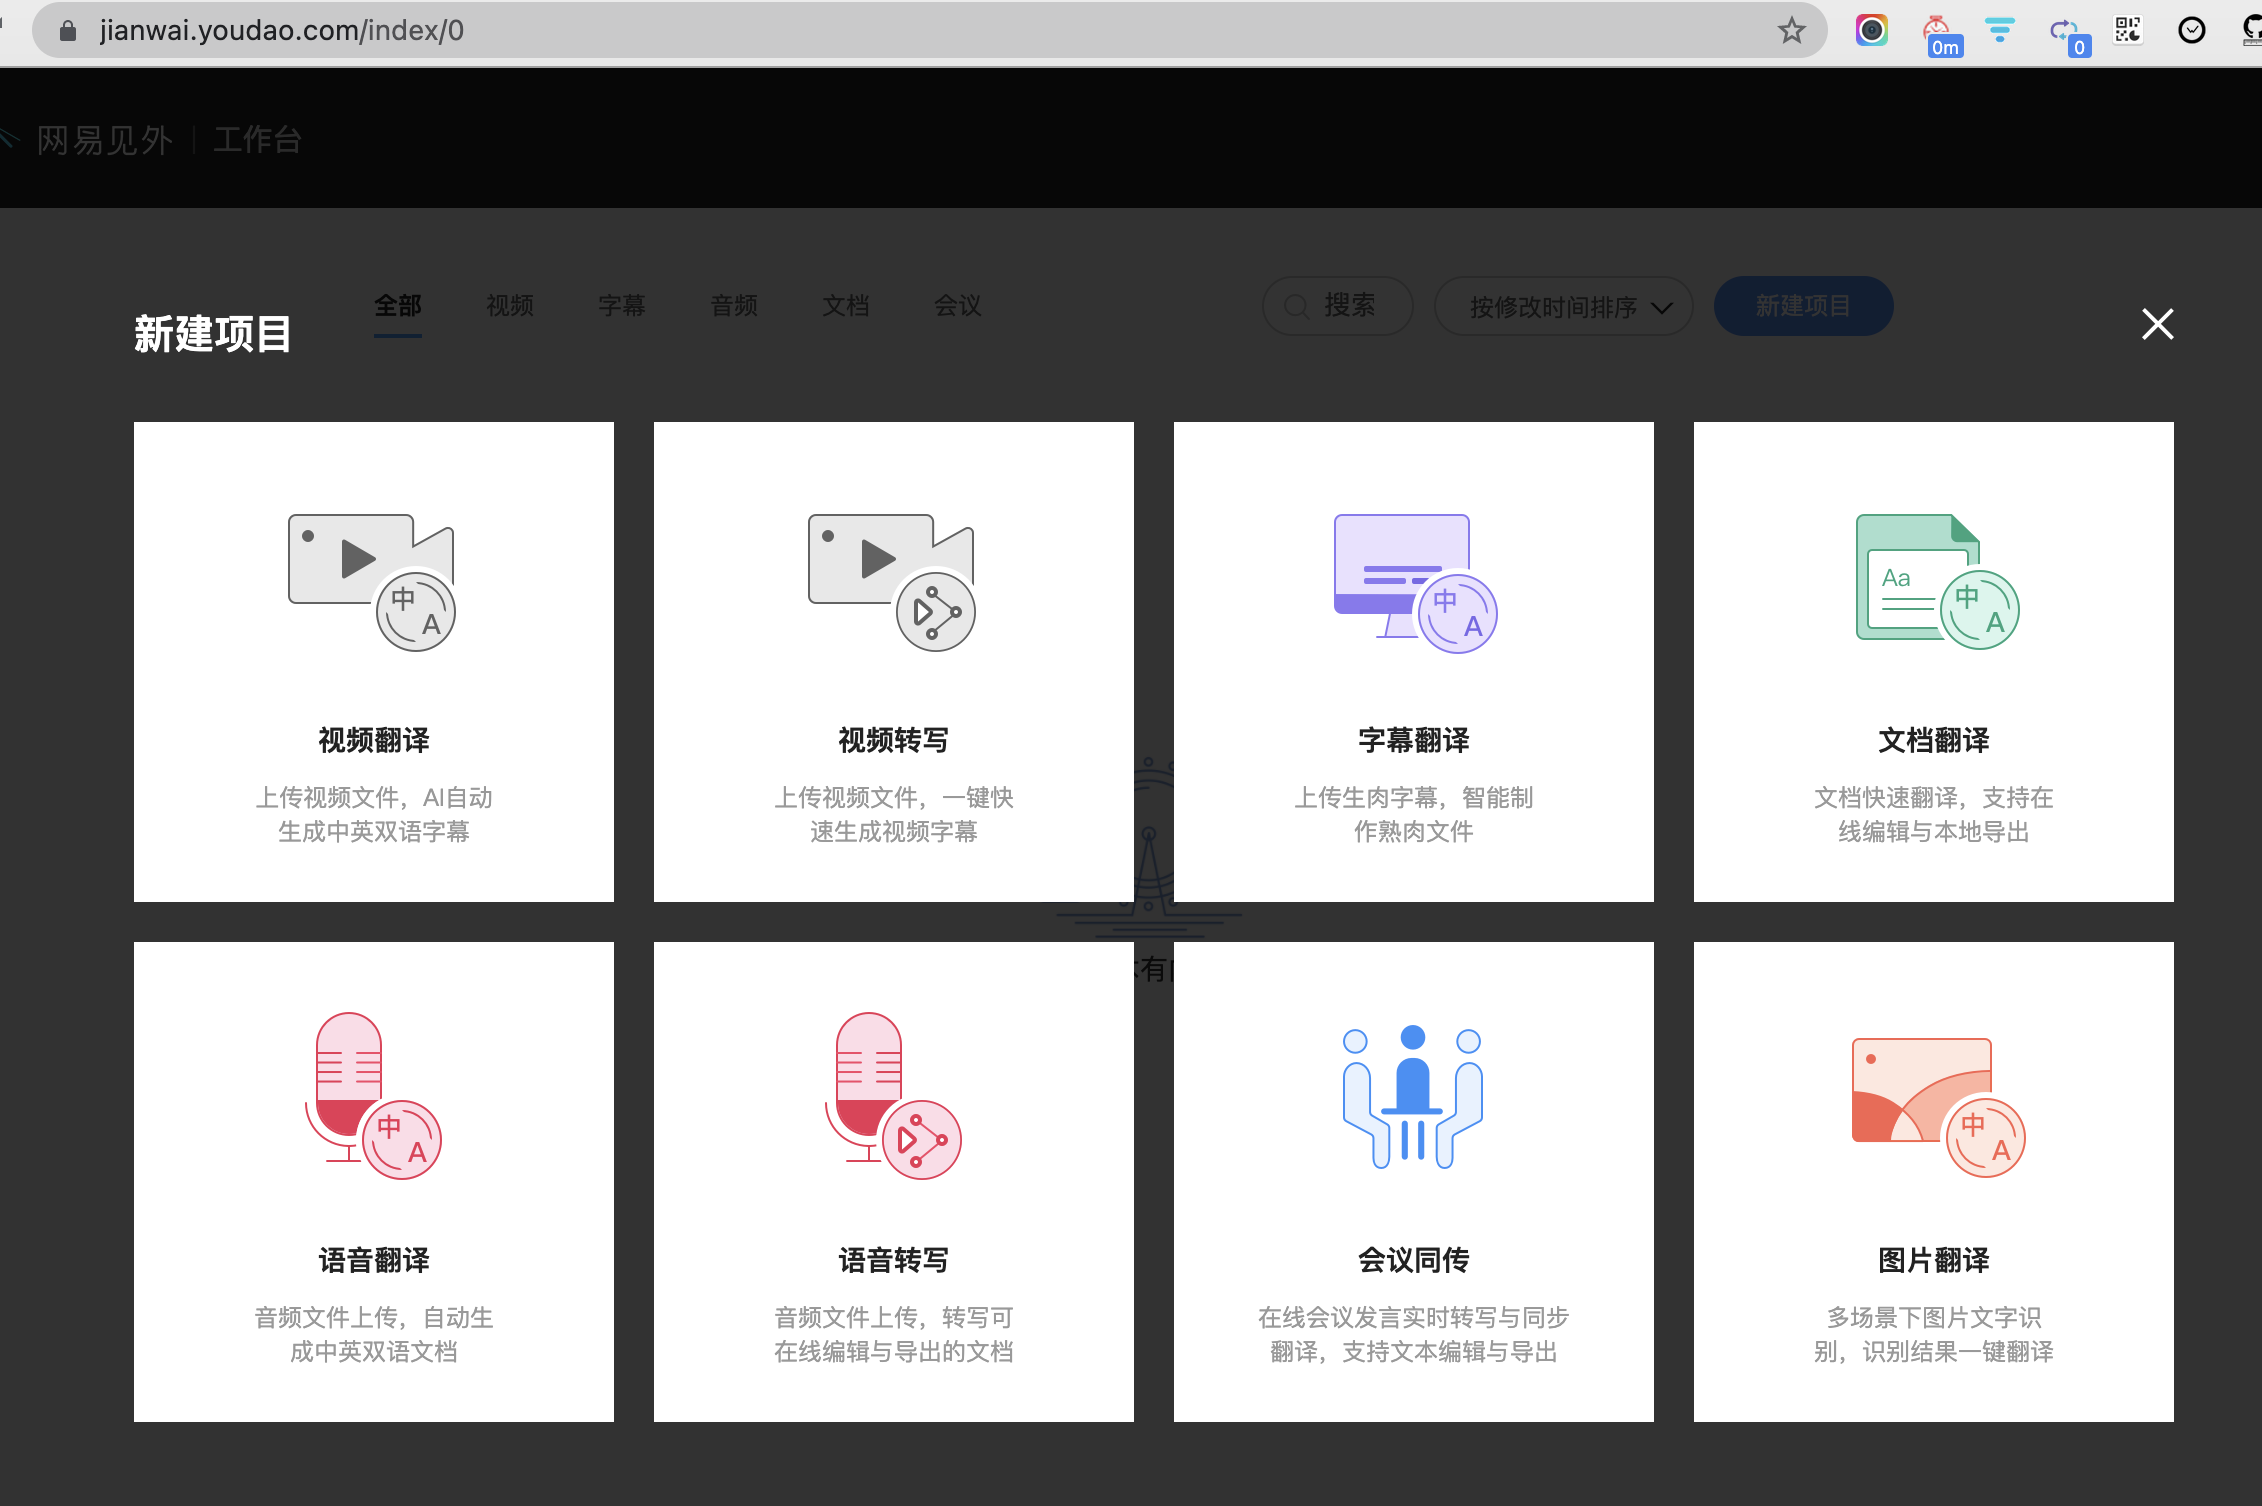 jianwai.youdao.com/index/0
0m
0
网易见外
工作台
全部
视频
字幕
音频
文档
会议
搜索
按修改时间排序
新建项目
新建项目
中
A
中
A
Aa
中
A
视频翻译
视频转写
字幕翻译
文档翻译
上传视频文件，AI自动
生成中英双语字幕
上传视频文件，一键快
速生成视频字幕
上传生肉字幕，智能制
作熟肉文件
文档快速翻译，支持在
线编辑与本地导出
有
中
A
中
A
语音翻译
语音转写
会议同传
图片翻译
音频文件上传，自动生
成中英双语文档
音频文件上传，转写可
在线编辑与导出的文档
在线会议发言实时转写与同步
翻译，支持文本编辑与导出
多场景下图片文字识
别，识别结果一键翻译